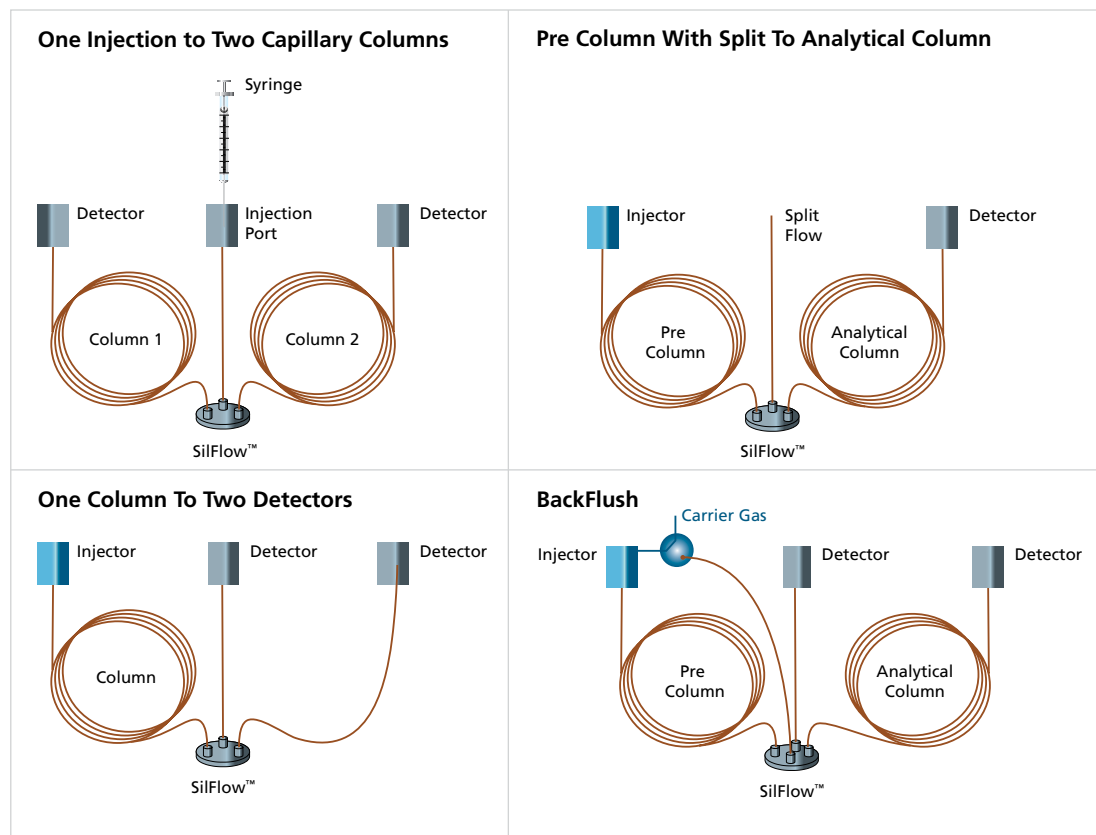 One Injection to Two Capillary Columns
Syringe
Detector
Injection
Port
Detector
Column 1
Column 2
SilFlow™
Pre Column With Split To Analytical Column
Injector
Split
Flow
Detector
Pre
Column
Analytical
Column
SilFlow™
One Column To Two Detectors
Injector
Detector
Detector
Column
SilFlow™
BackFlush
Carrier Gas
Injector
Detector
Detector
Pre
Column
Analytical
Column
SilFlow™